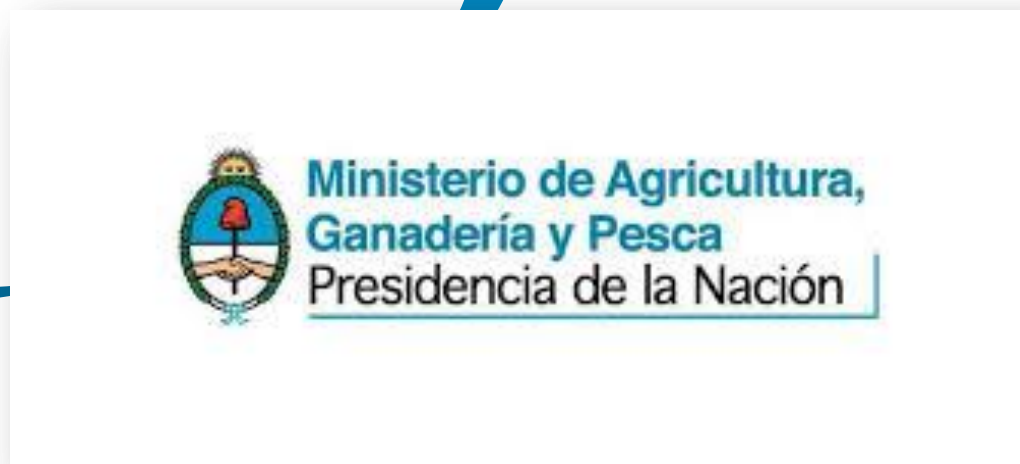 Ministerio de Agricultura,
Ganadería y Pesca
Presidencia de la Nación